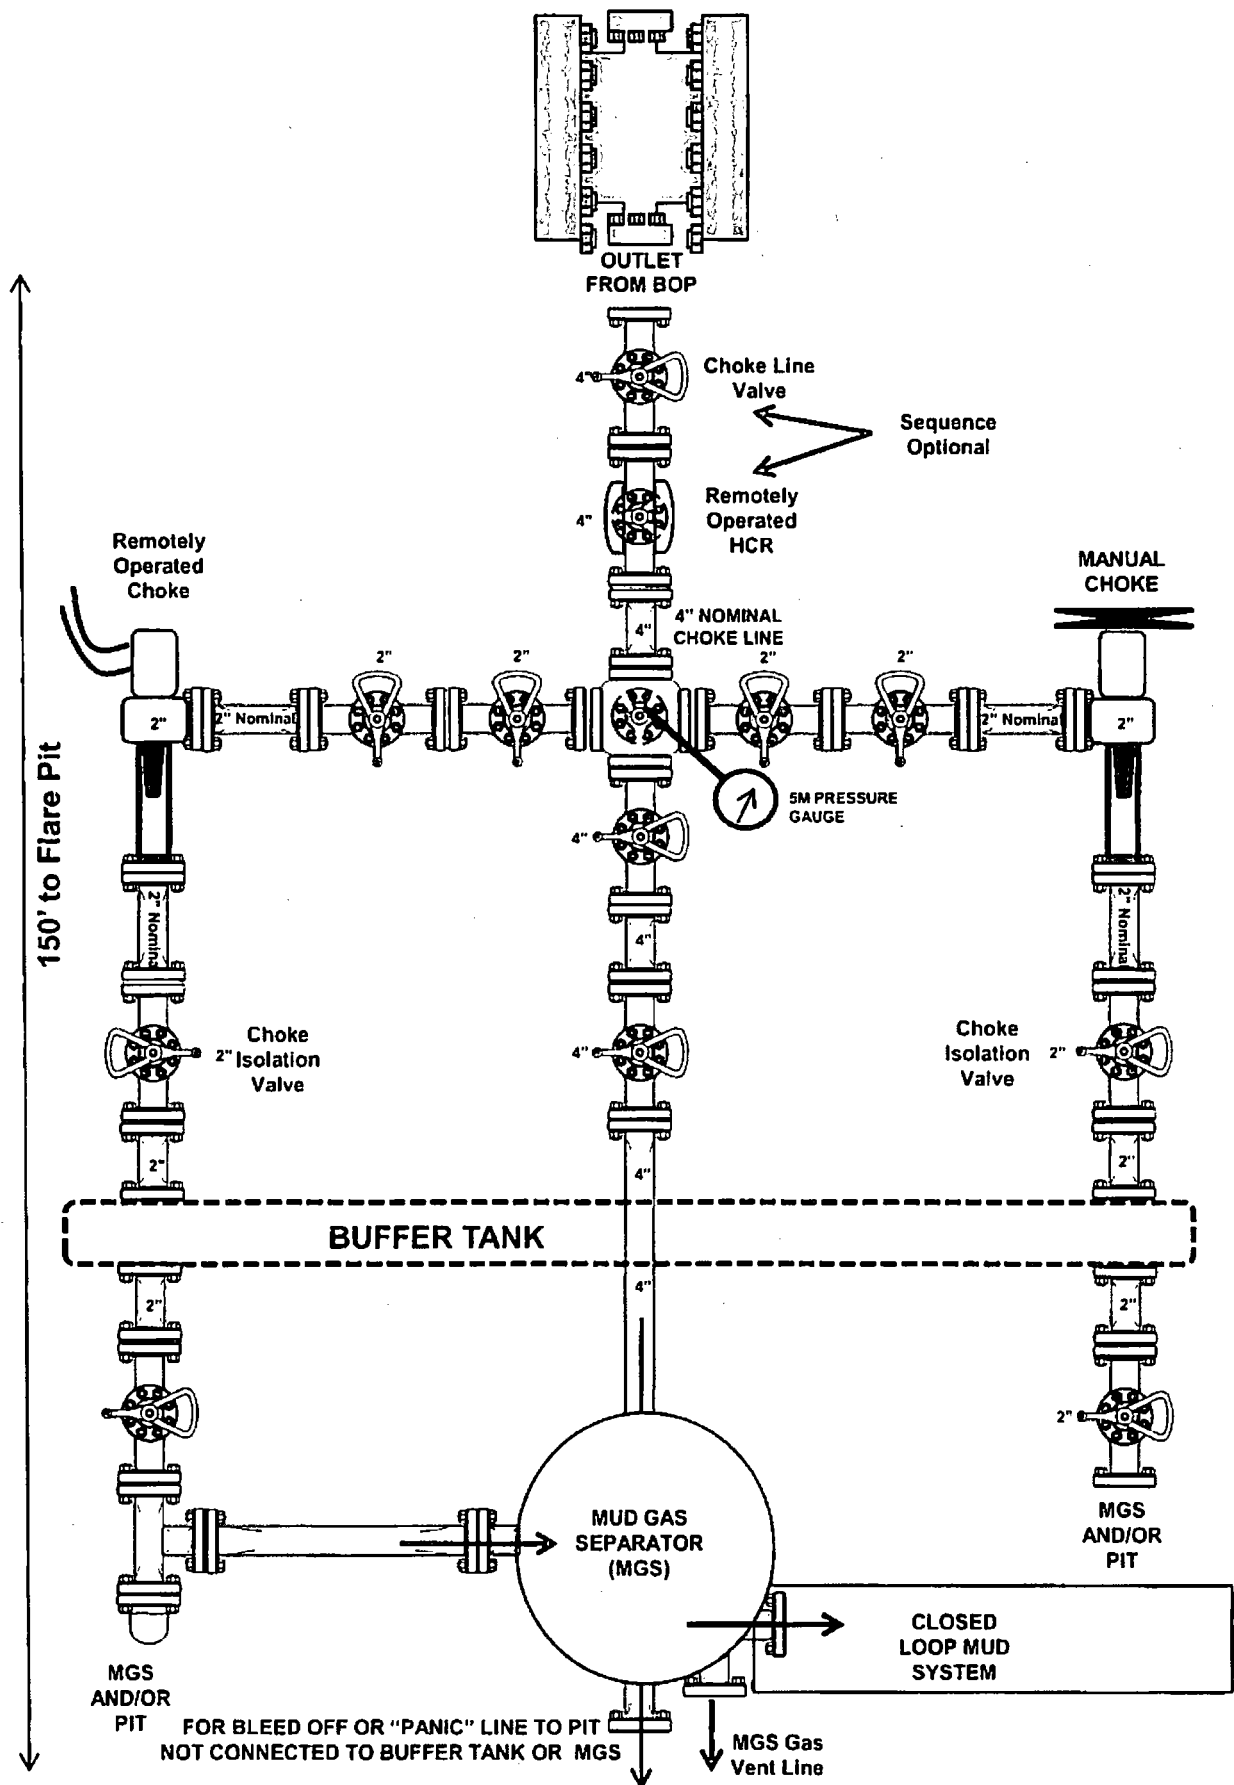 OUTLET
FROM BOP
4"
Choke Line
Valve
Sequence
Optional
4"
Remotely
Operated
HCR
Remotely
Operated
Choke
MANUAL
CHOKE
4"
4" NOMINAL
CHOKE LINE
2"
2"
2"
2"
2"
2" Nominal
2" Nominal
2"
5M PRESSURE
GAUGE
4"
150' to Flare Pit
2" Nominal
4"
2" Nominal
2"
Choke
Isolation
Valve
4"
Choke
Isolation
Valve
2"
2"
4"
2"
BUFFER TANK
2"
4"
2"
2"
MUD GAS
SEPARATOR
(MGS)
MGS
AND/OR
PIT
CLOSED
LOOP MUD
SYSTEM
MGS
AND/OR
PIT
FOR BLEED OFF OR "PANIC" LINE TO PIT
NOT CONNECTED TO BUFFER TANK OR MGS
MGS Gas
Vent Line